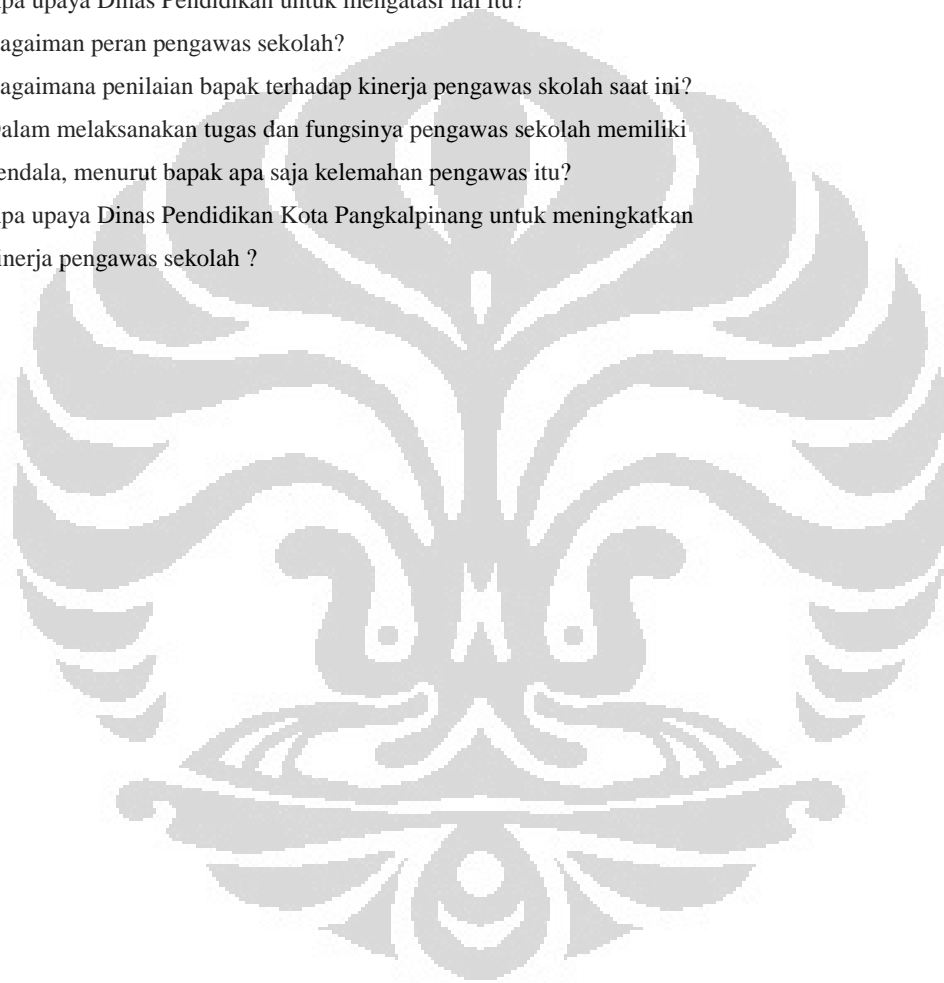 pa upaya Dinas Pendidikan untuk mengatasi hal itu?
agaiman peran pengawas sekolah?
agaimana penilaian bapak terhadap kinerja pengawas skolah saat ini?
alam melaksanakan tugas dan fungsinya pengawas sekolah memiliki
endala, menurut bapak apa saja kelemahan pengawas itu?
pa upaya Dinas Pendidikan Kota Pangkalpinang untuk meningkatkan
inerja pengawas sekolah ?